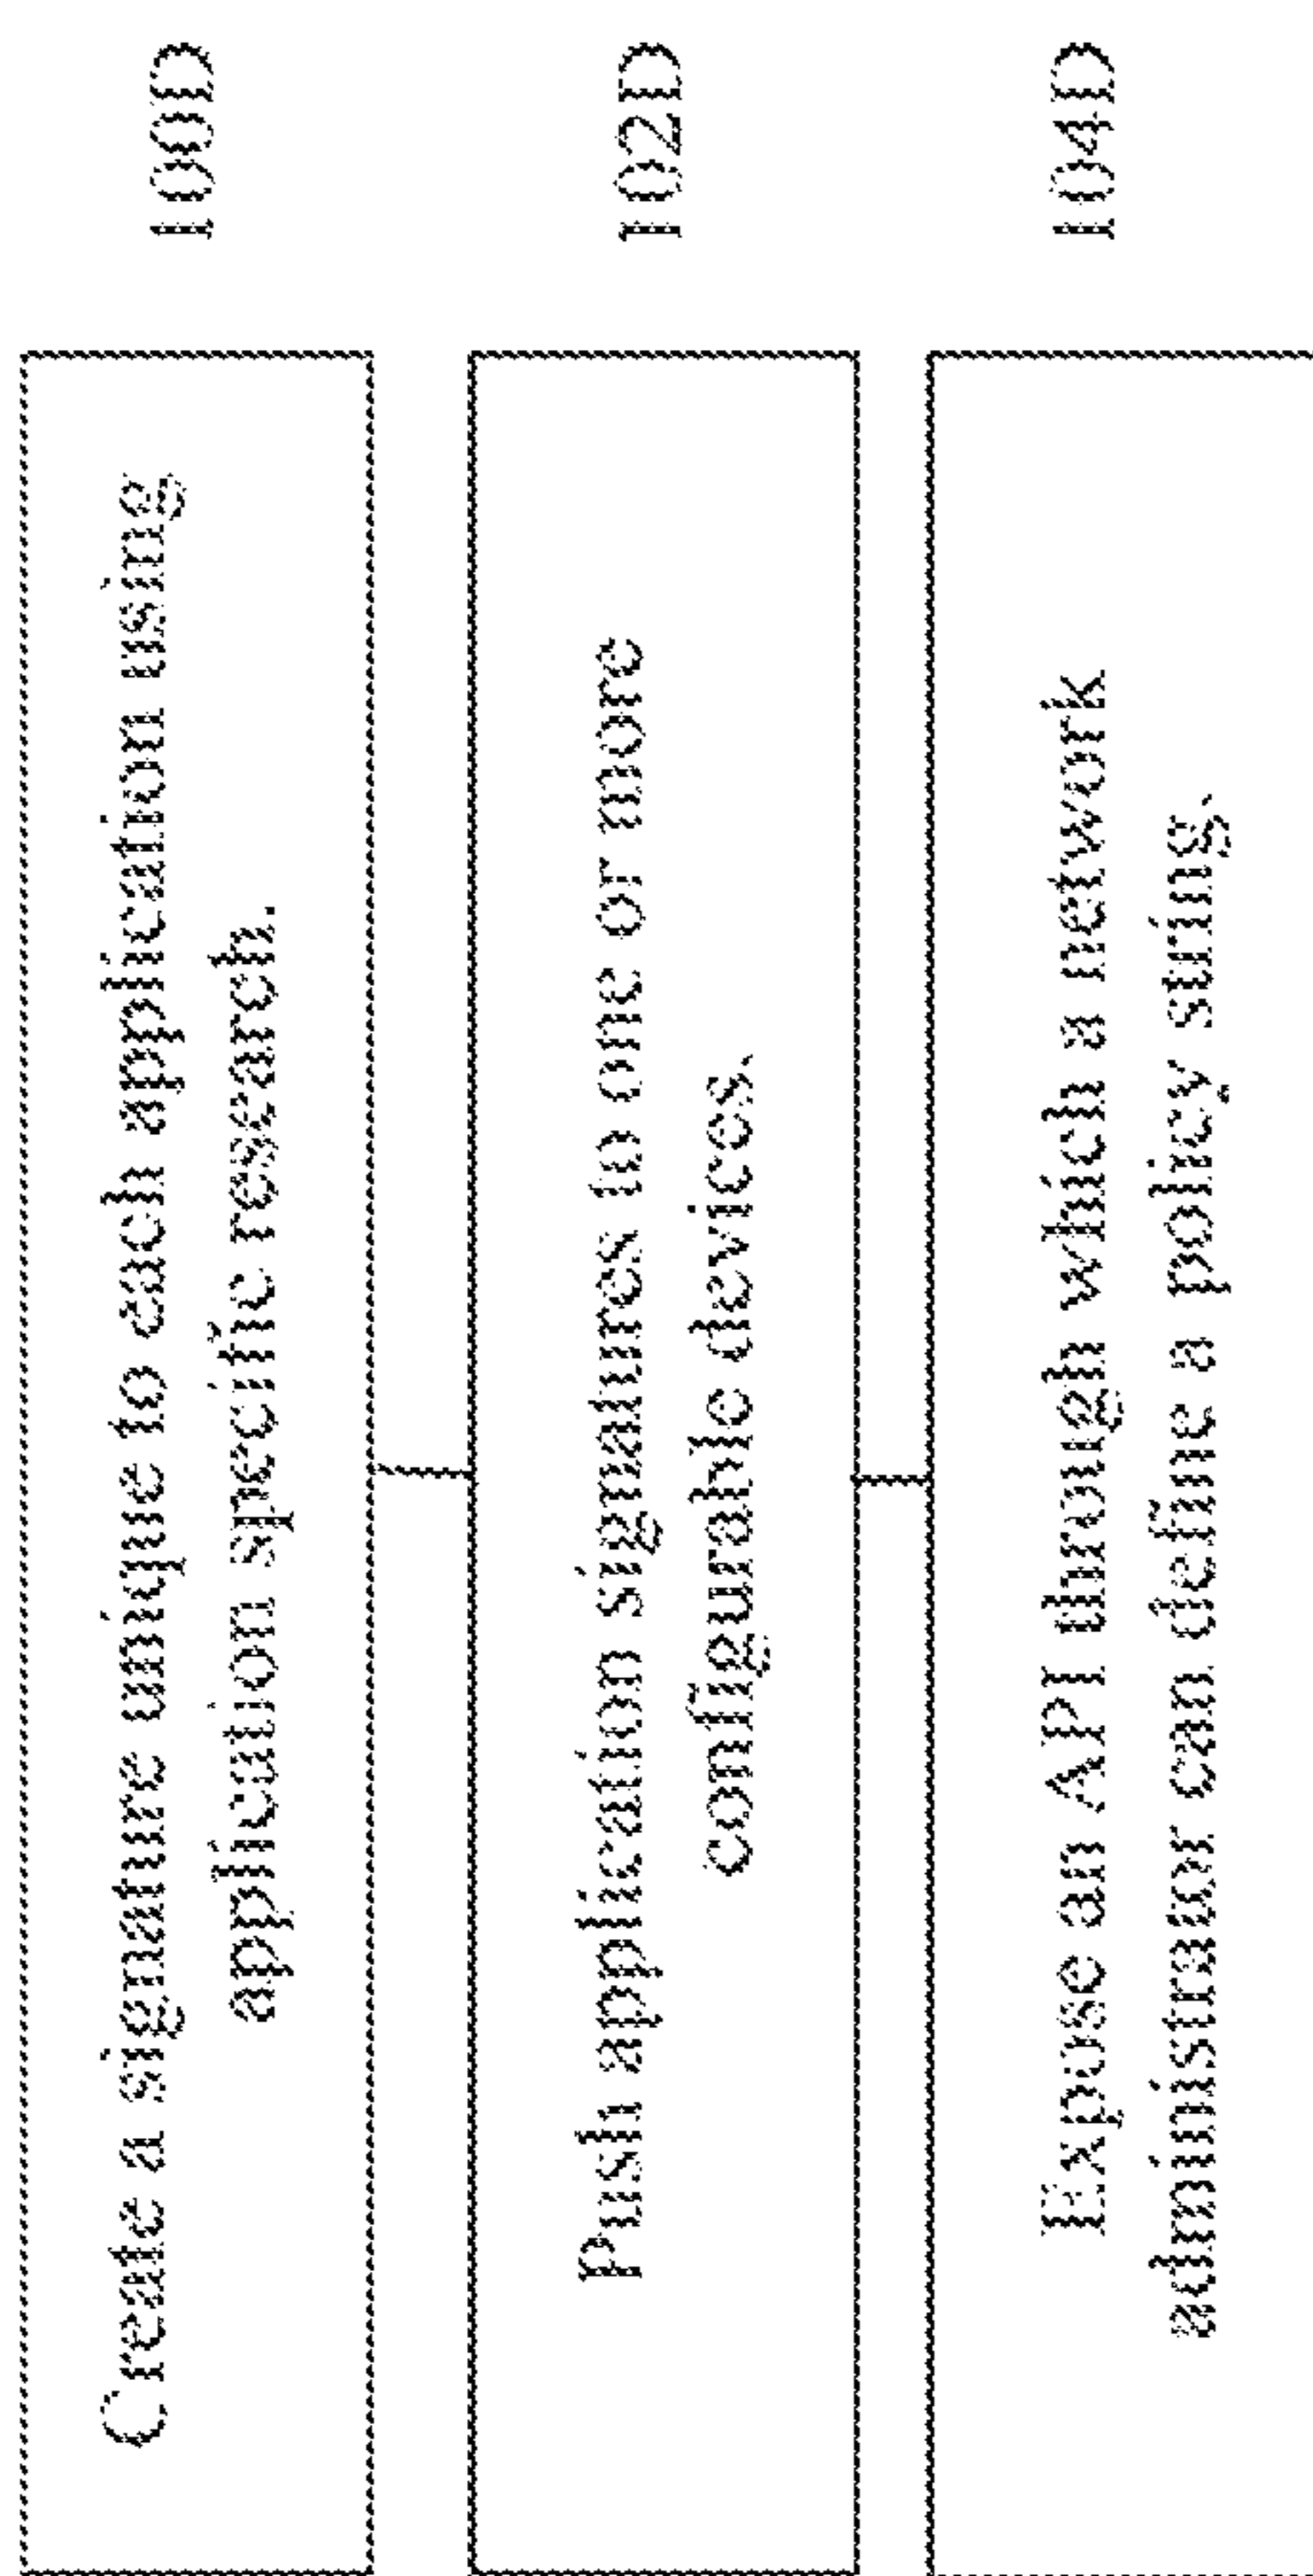 Create a signature unique to each application using
application specific research.
100D
Push application signatures to one or more
configurable devices.
102D
Expose an API through which a network
administrator can define a policy string.
104D